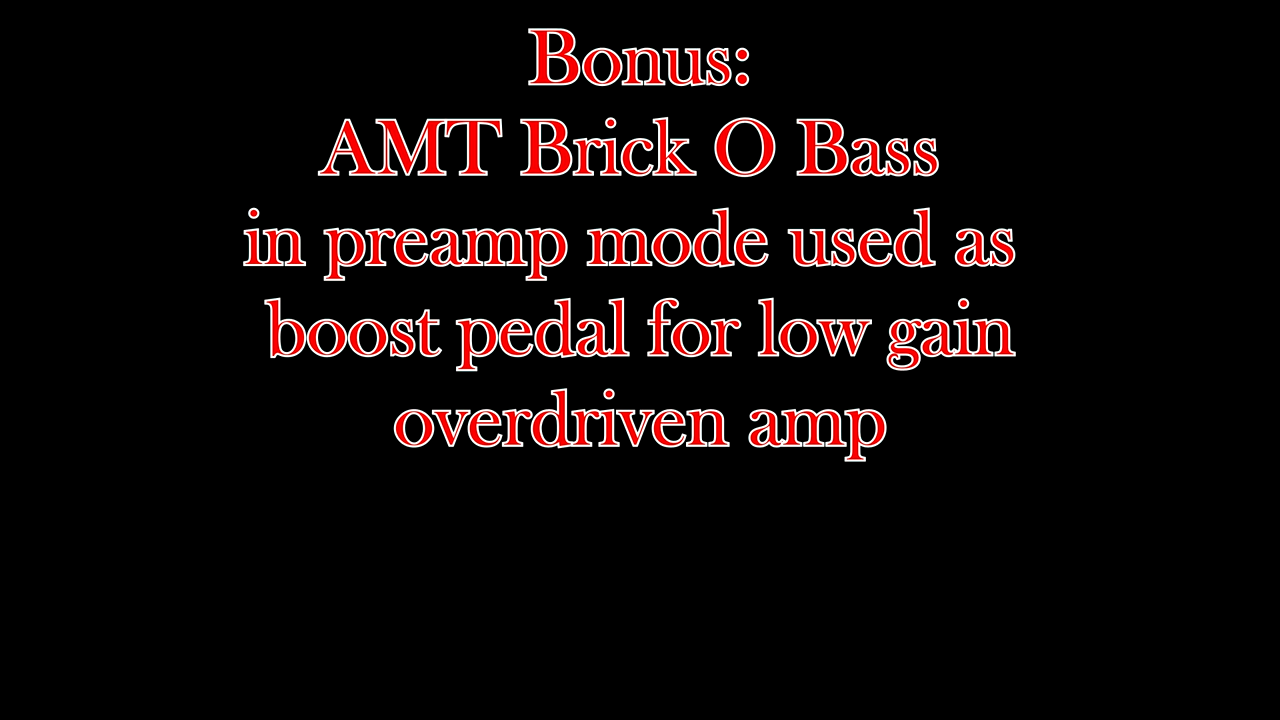 Bonus:
AMT Brick O Bass
in preamp mode used as
boost pedal for low gain
overdriven amp